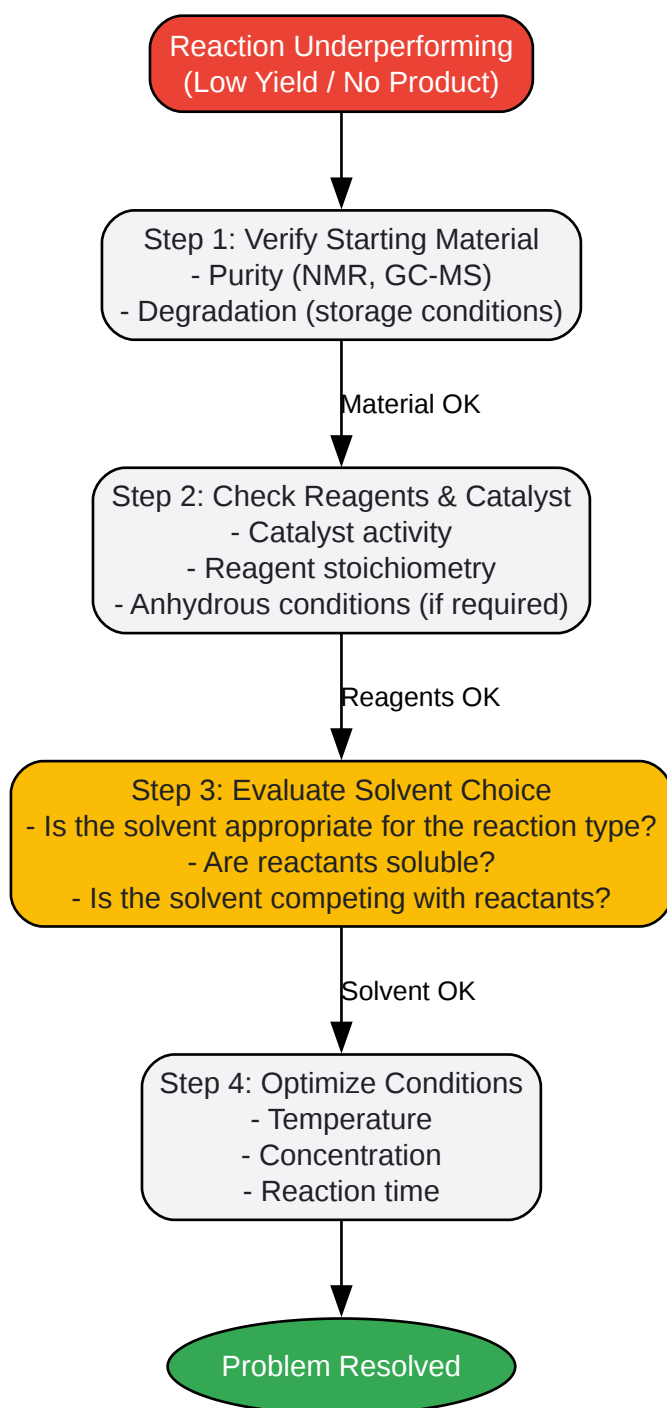 Reaction Underperforming
(Low Yield / No Product)
Step 1: Verify Starting Material
- Purity (NMR, GC-MS)
- Degradation (storage conditions)
Material OK
Step 2: Check Reagents & Catalyst
- Catalyst activity
- Reagent stoichiometry
- Anhydrous conditions (if required)
Reagents OK
Step 3: Evaluate Solvent Choice
- Is the solvent appropriate for the reaction type?
- Are reactants soluble?
- Is the solvent competing with reactants?
Solvent OK
Step 4: Optimize Conditions
- Temperature
- Concentration
- Reaction time
Problem Resolved